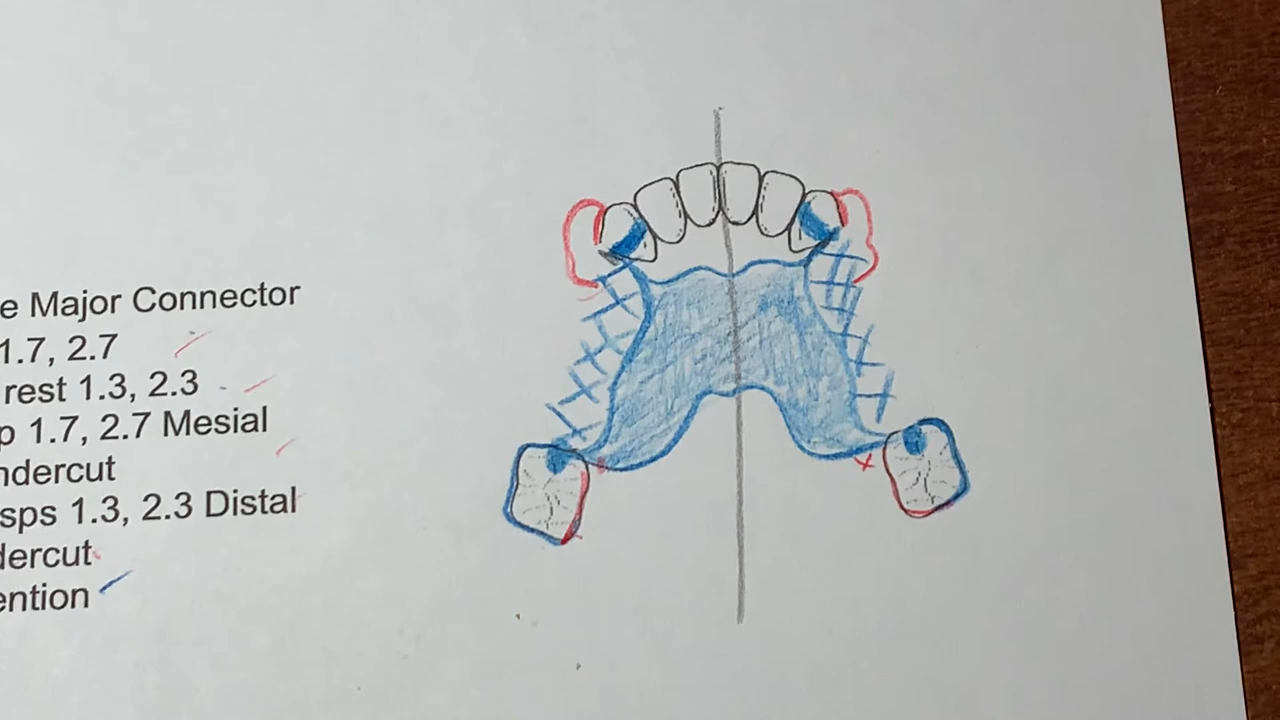 e Major Connector
1.7, 2.7
rest 1.3, 2.3
p 1.7, 2.7 Mesial
ndercut
sps 1.3, 2.3 Distal
dercut
ention